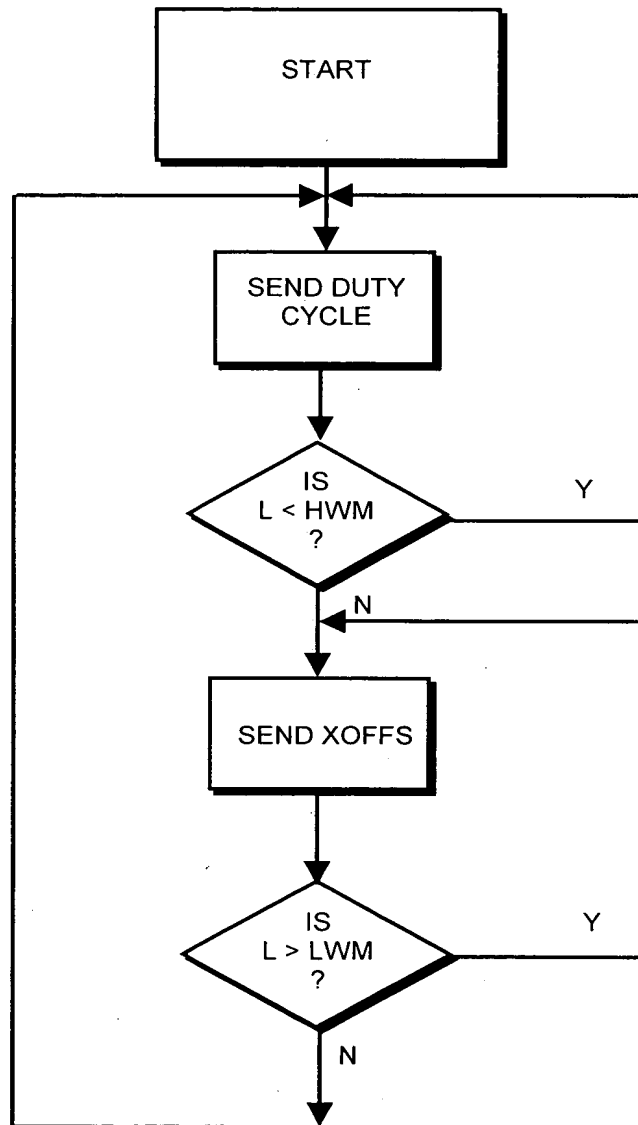 START
SEND DUTY
CYCLE
IS
L < HWM
?
Y
N
SEND XOFFS
IS
L > LWM
?
Y
N